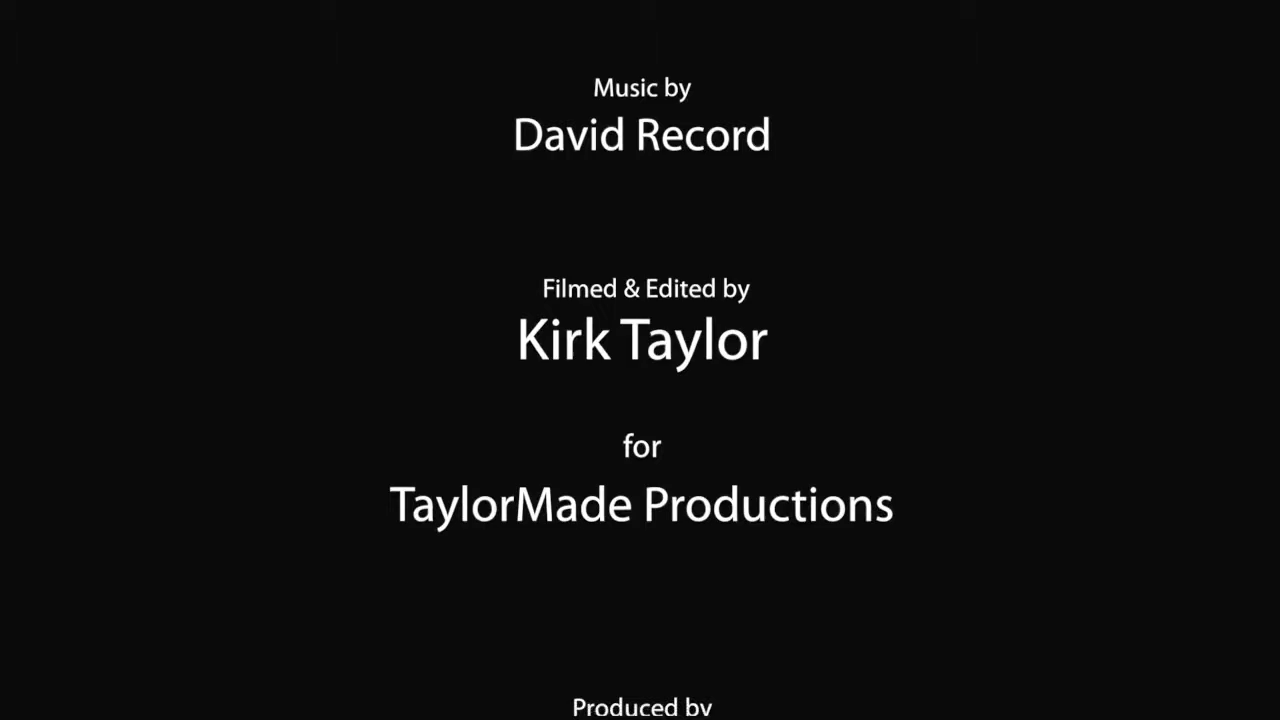 Music by
David Record
Filmed & Edited by
Kirk Taylor
for
TaylorMade Productions
Produced by